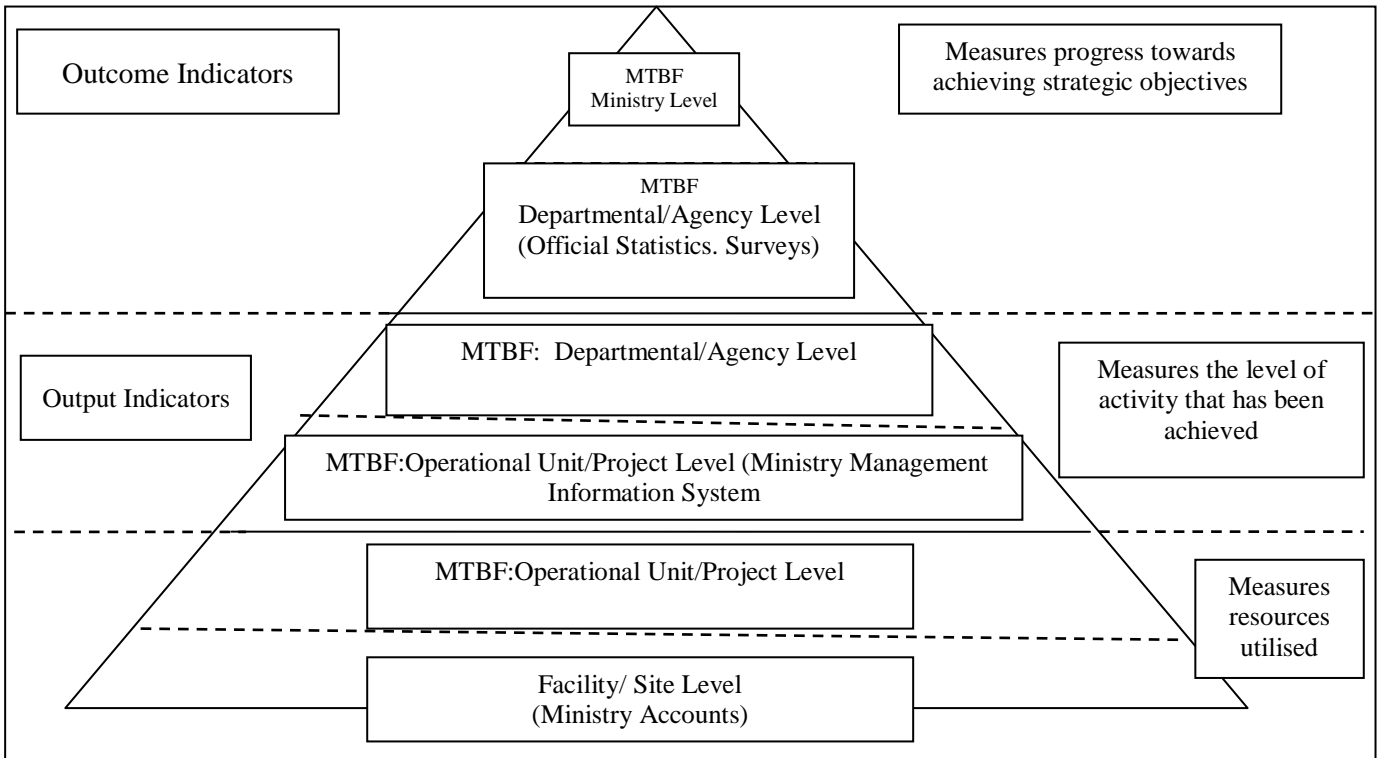 Outcome Indicators
MTBF
Ministry Level
Measures progress towards
achieving strategic objectives
MTBF
Departmental/Agency Level
(Official Statistics. Surveys)
Output Indicators
MTBF:  Departmental/Agency Level
Measures the level of
activity that has been
achieved
MTBF:Operational Unit/Project Level (Ministry Management
Information System
MTBF:Operational Unit/Project Level
Measures
resources
utilised
Facility/ Site Level
(Ministry Accounts)